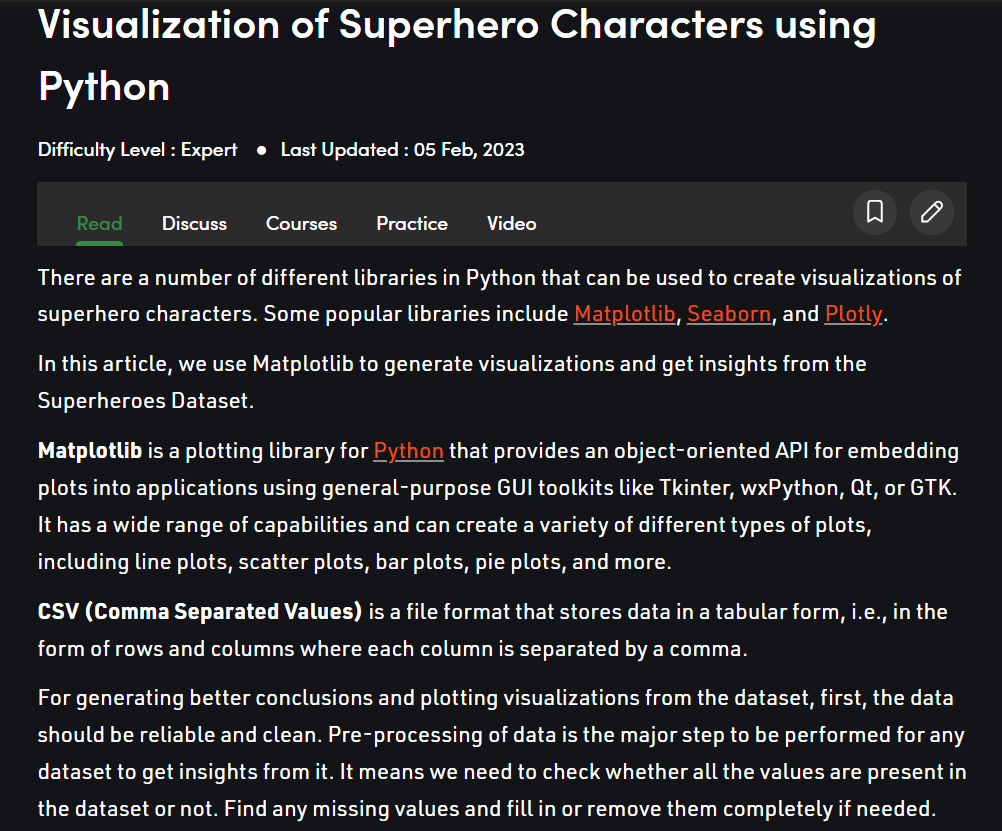 Visualization of Superhero Characters using
Python
Difficulty Level : Expert ● Last Updated : 05 Feb, 2023
Read Discuss Courses Practice Video
There are a number of different libraries in Python that can be used to create visualizations of
superhero characters. Some popular libraries include Matplotlib, Seaborn, and Plotly.
In this article, we use Matplotlib to generate visualizations and get insights from the
Superheroes Dataset.
Matplotlib is a plotting library for Python that provides an object-oriented API for embedding
plots into applications using general-purpose GUI toolkits like Tkinter, wxPython, Qt, or GTK.
It has a wide range of capabilities and can create a variety of different types of plots,
including line plots, scatter plots, bar plots, pie plots, and more.
CSV (Comma Separated Values) is a file format that stores data in a tabular form, i.e., in the
form of rows and columns where each column is separated by a comma.
For generating better conclusions and plotting visualizations from the dataset, first, the data
should be reliable and clean. Pre-processing of data is the major step to be performed for any
dataset to get insights from it. It means we need to check whether all the values are present in
the dataset or not. Find any missing values and fill in or remove them completely if needed.